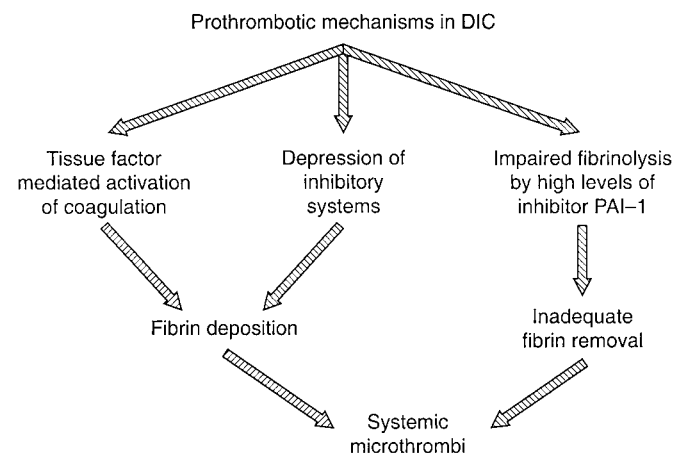 Prothrombotic mechanisms in DIC
Tissue factor
mediated activation
of coagulation
Depression of
inhibitory
systems
Impaired fibrinolysis
by high levels of
inhibitor PAI–1
Fibrin deposition
Inadequate
fibrin removal
Systemic
microthrombi